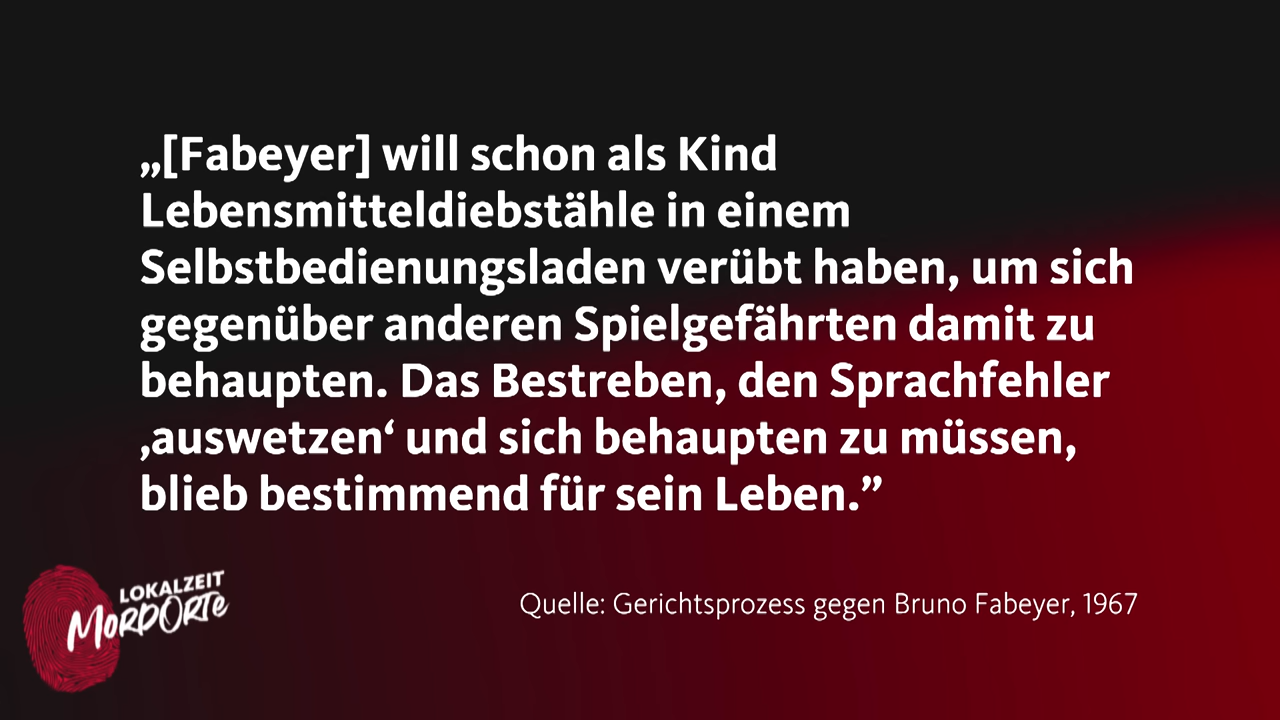 „[Fabeyer] will schon als Kind
Lebensmitteldiebstähle in einem
Selbstbedienungsladen verübt haben, um sich
gegenüber anderen Spielgefährten damit zu
behaupten. Das Bestreben, den Sprachfehler
‚auswetzen‘ und sich behaupten zu müssen,
blieb bestimmend für sein Leben.”
LOKALZEIT
MORDORTE
Quelle: Gerichtsprozess gegen Bruno Fabeyer, 1967